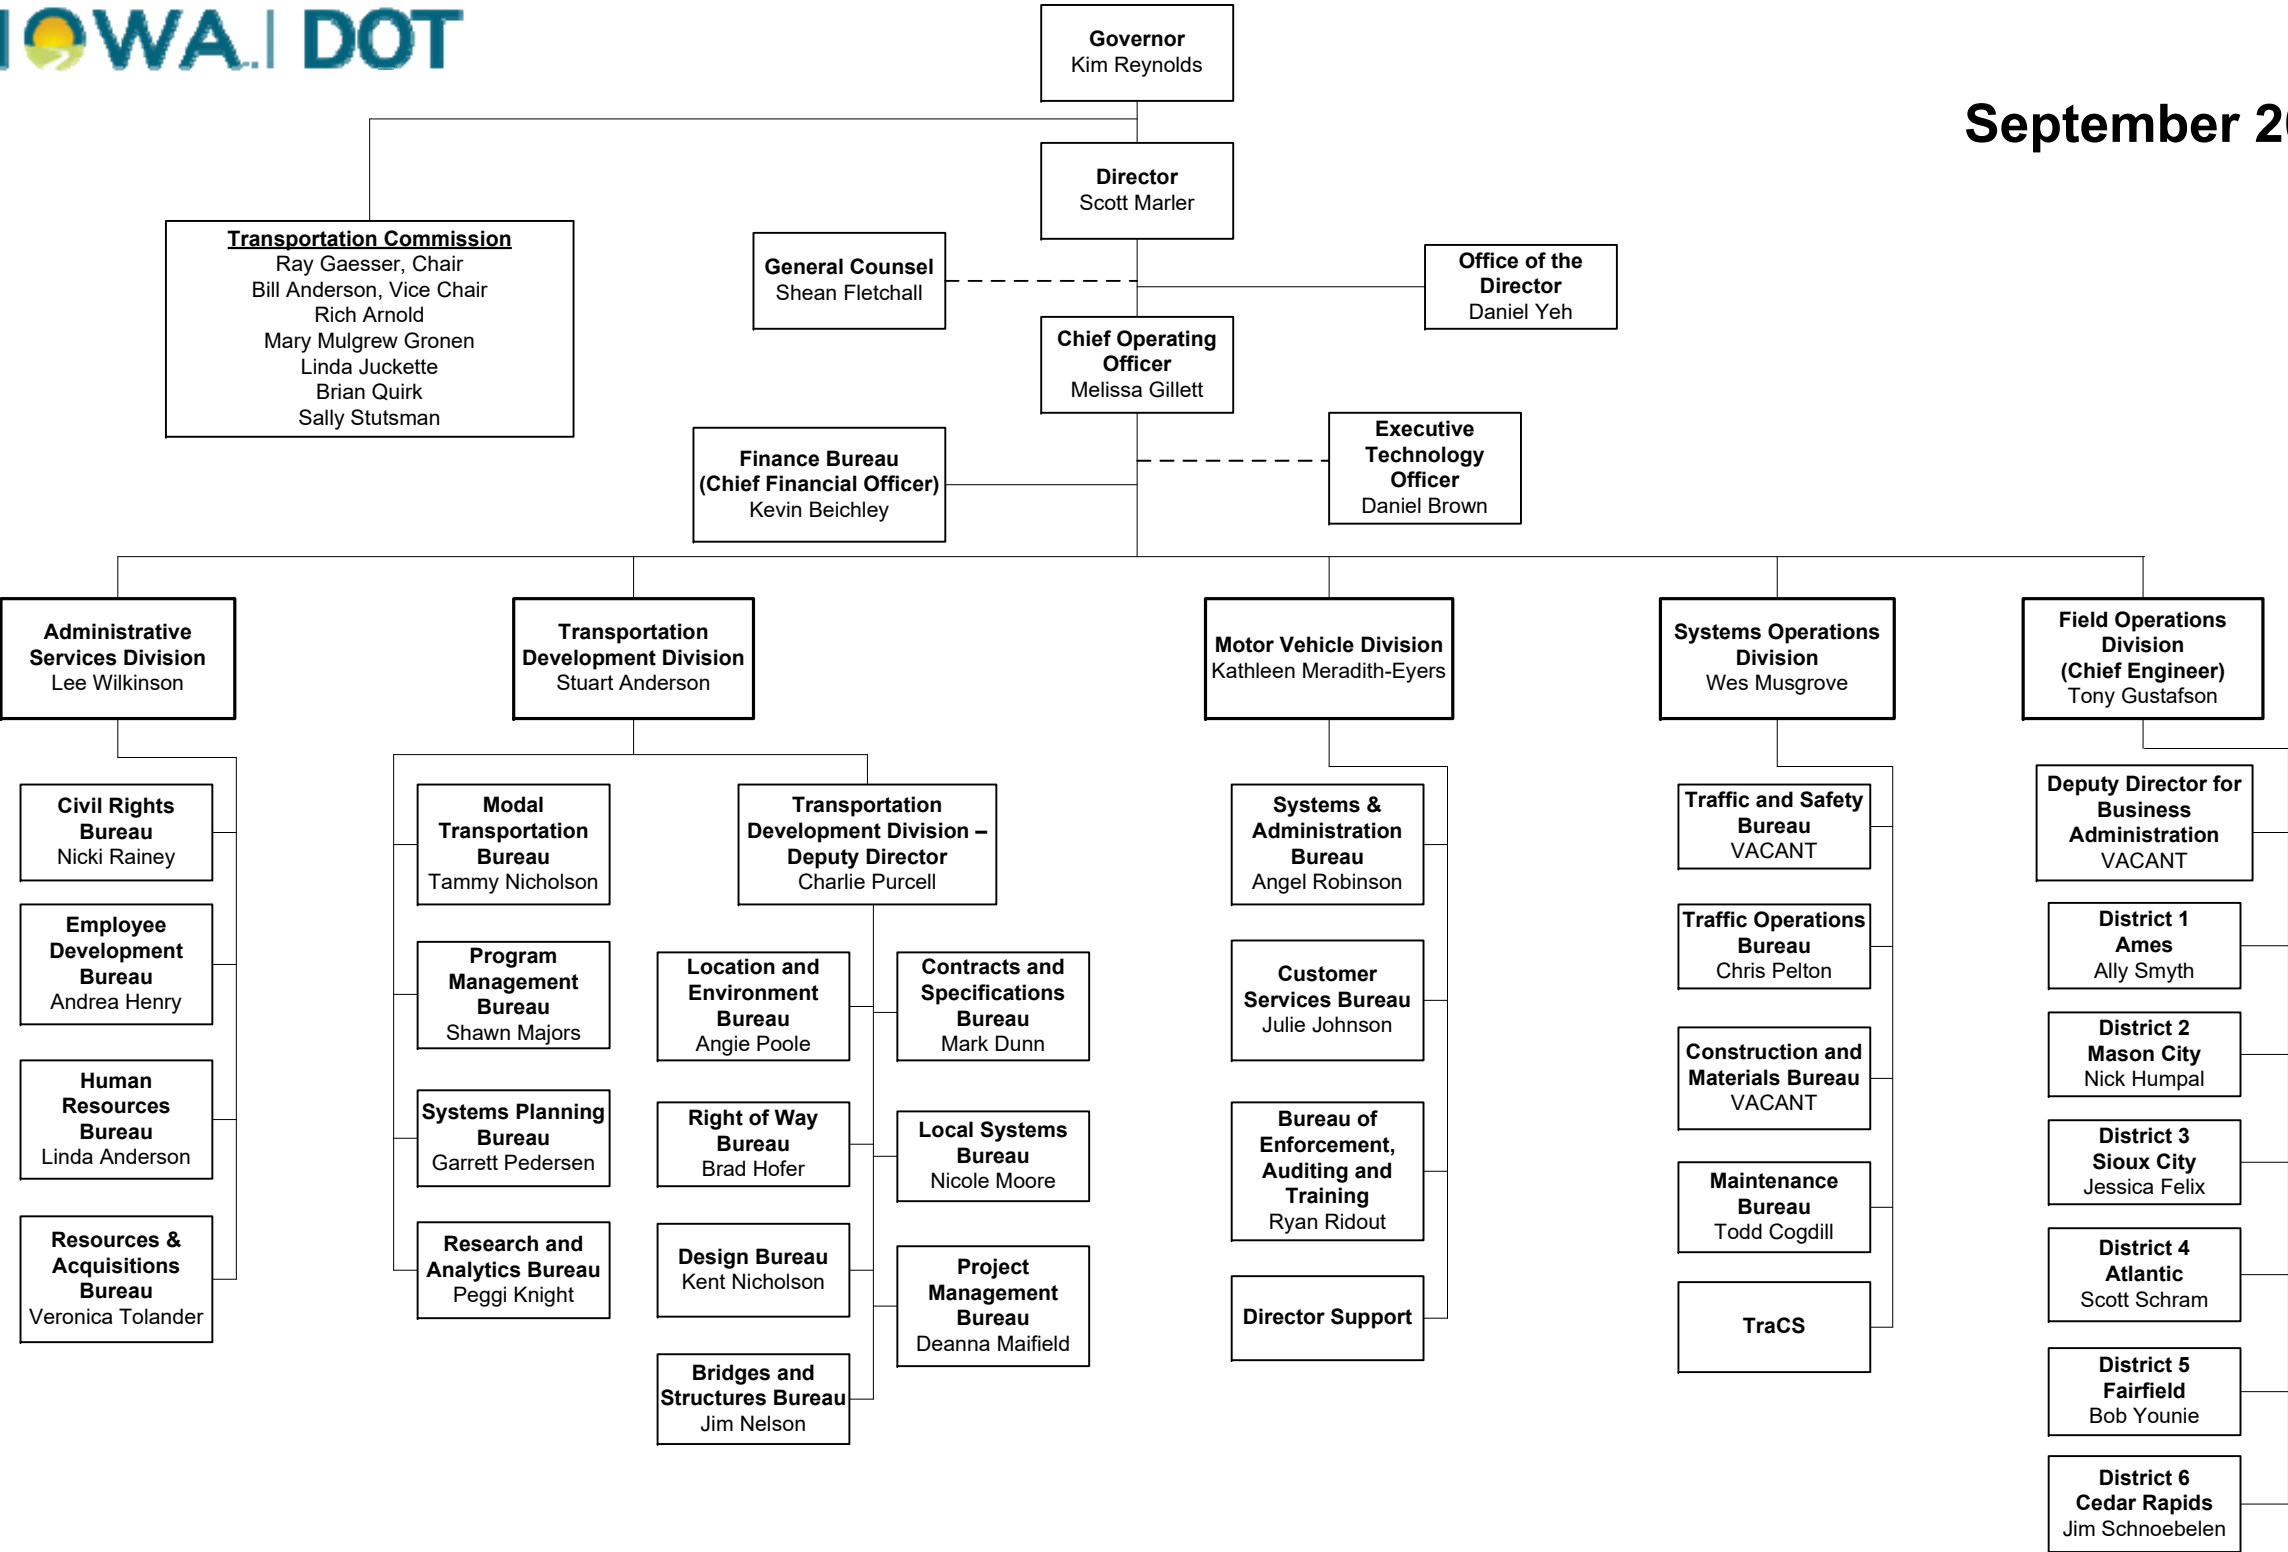 IOWA DOT
September 2
Governor
Kim Reynolds
Director
Scott Marler
Transportation Commission
Ray Gaesser, Chair
Bill Anderson, Vice Chair
Rich Arnold
Mary Mulgrew Gronen
Linda Juckette
Brian Quirk
Sally Stutsman
General Counsel
Shean Fletchall
Office of the
Director
Daniel Yeh
Chief Operating
Officer
Melissa Gillett
Finance Bureau
(Chief Financial Officer)
Kevin Beichley
Executive
Technology
Officer
Daniel Brown
Administrative
Services Division
Lee Wilkinson
Transportation
Development Division
Stuart Anderson
Motor Vehicle Division
Kathleen Meradith-Eyers
Systems Operations
Division
Wes Musgrove
Field Operations
Division
(Chief Engineer)
Tony Gustafson
Civil Rights
Bureau
Nicki Rainey
Employee
Development
Bureau
Andrea Henry
Human
Resources
Bureau
Linda Anderson
Resources &
Acquisitions
Bureau
Veronica Tolander
Modal
Transportation
Bureau
Tammy Nicholson
Program
Management
Bureau
Shawn Majors
Systems Planning
Bureau
Garrett Pedersen
Research and
Analytics Bureau
Peggi Knight
Transportation
Development Division –
Deputy Director
Charlie Purcell
Location and
Environment
Bureau
Angie Poole
Right of Way
Bureau
Brad Hofer
Design Bureau
Kent Nicholson
Bridges and
Structures Bureau
Jim Nelson
Contracts and
Specifications
Bureau
Mark Dunn
Local Systems
Bureau
Nicole Moore
Project
Management
Bureau
Deanna Maifield
Systems &
Administration
Bureau
Angel Robinson
Customer
Services Bureau
Julie Johnson
Bureau of
Enforcement,
Auditing and
Training
Ryan Ridout
Director Support
Traffic and Safety
Bureau
VACANT
Traffic Operations
Bureau
Chris Pelton
Construction and
Materials Bureau
VACANT
Maintenance
Bureau
Todd Cogdill
TraCS
Deputy Director for
Business
Administration
VACANT
District 1
Ames
Ally Smyth
District 2
Mason City
Nick Humpal
District 3
Sioux City
Jessica Felix
District 4
Atlantic
Scott Schram
District 5
Fairfield
Bob Younie
District 6
Cedar Rapids
Jim Schnoebelen